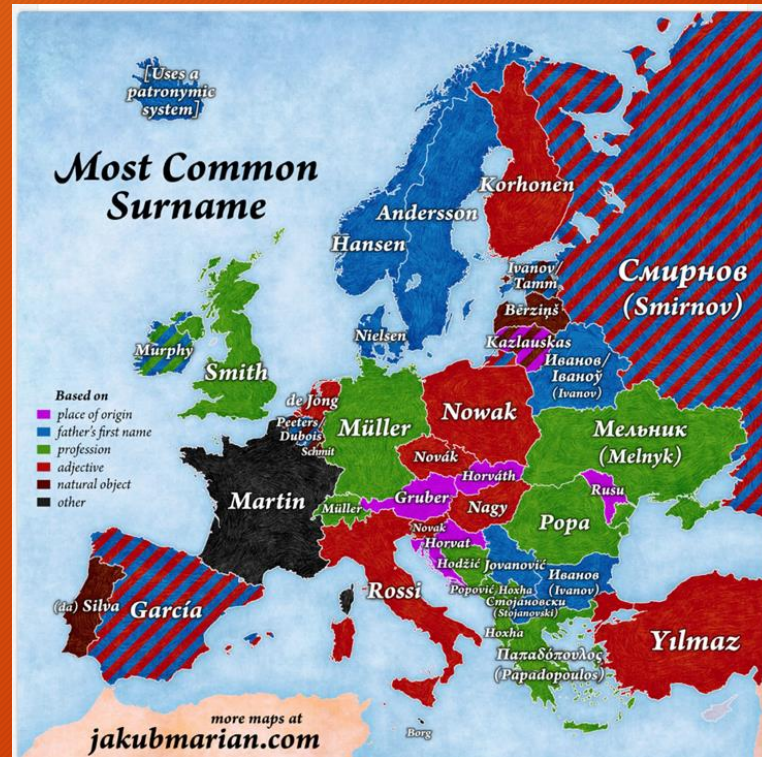 [Uses a
patronymic
system]
Most Common
Surname
Korhonen
Andersson
Hansen
Ivanov/
Tamm
Смирнов
(Smirnov)
Bērziņš
Nielsen
Kazlauskas
Murphy
Иванов/
Іваноў
(Ivanov)
Smith
Based on
place of origin
father's first name
profession
adjective
natural object
other
de Jong
Peeters/
Dubois
Schmit
Müller
Nowak
Мельник
(Melnyk)
Novák
Horváth
Martin
Müller
Gruber
Nagy
Rusu
Popa
Novak
Horvat
Hodžić
Jovanović
(da) Silva
García
Rossi
Popović
Hoxha
Иванов
(Ivanov)
Стојановски
(Stojanovski)
Hoxha
Yılmaz
Παπαδόπουλος
(Papadopoulos)
more maps at
jakubmarian.com
Borg